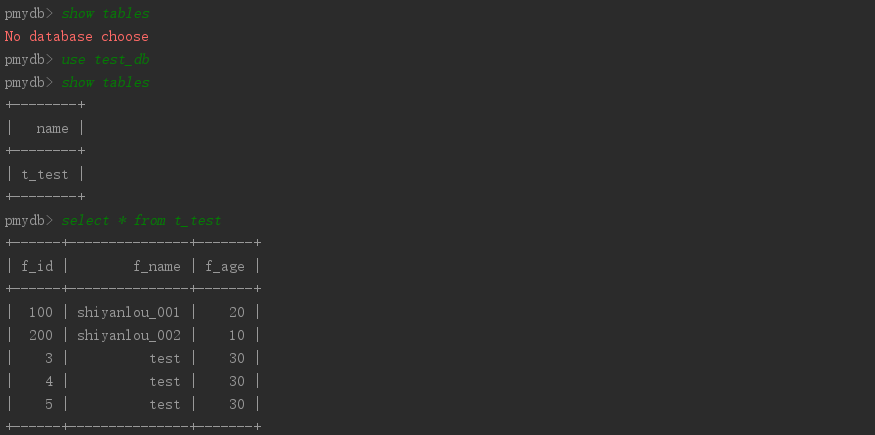 pmydb> show tables
No database choose
pmydb> use test_db
pmydb> show tables
+--------+
|   name |
+--------+
| t_test |
+--------+
pmydb> select * from t_test
+------+---------------+-------+
| f_id |        f_name | f_age |
+------+---------------+-------+
|  100 | shiyanlou_001 |    20 |
|  200 | shiyanlou_002 |    10 |
|    3 |          test |    30 |
|    4 |          test |    30 |
|    5 |          test |    30 |
+------+---------------+-------+